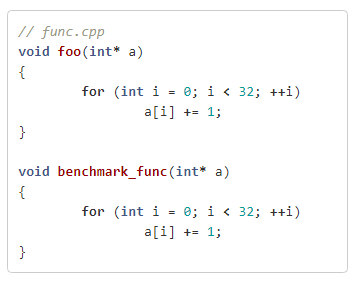 // func.cpp
void foo(int* a)
{
        for (int i = 0; i < 32; ++i)
                a[i] += 1;
}

void benchmark_func(int* a)
{
        for (int i = 0; i < 32; ++i)
                a[i] += 1;
}